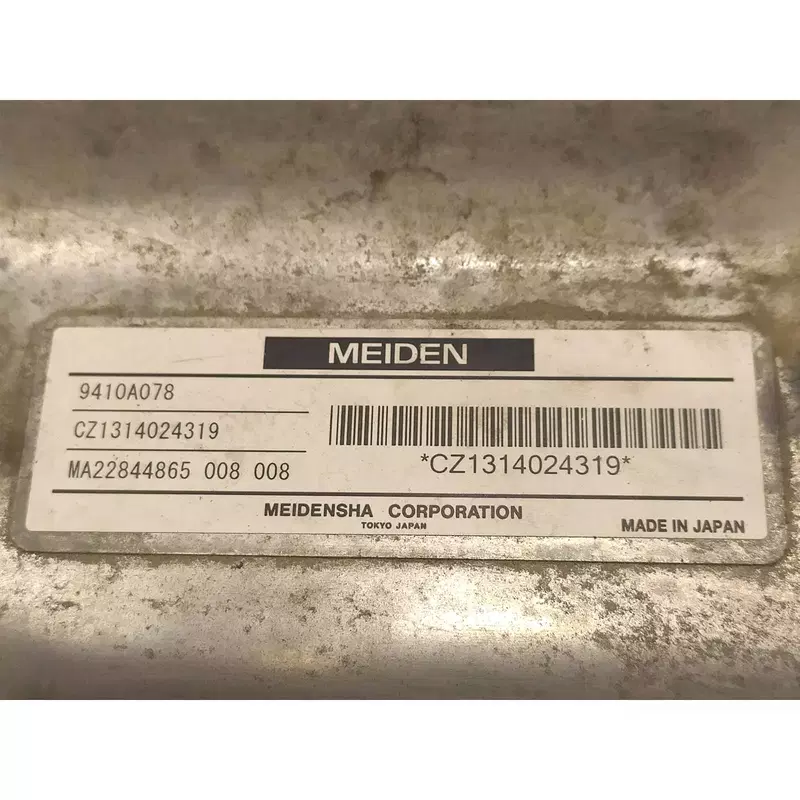 MEIDEN
9410A078
CZ1314024319
MA22844865 008 008
*CZ1314024319*
MEIDENSHA CORPORATION
TOKYO JAPAN
MADE IN JAPAN